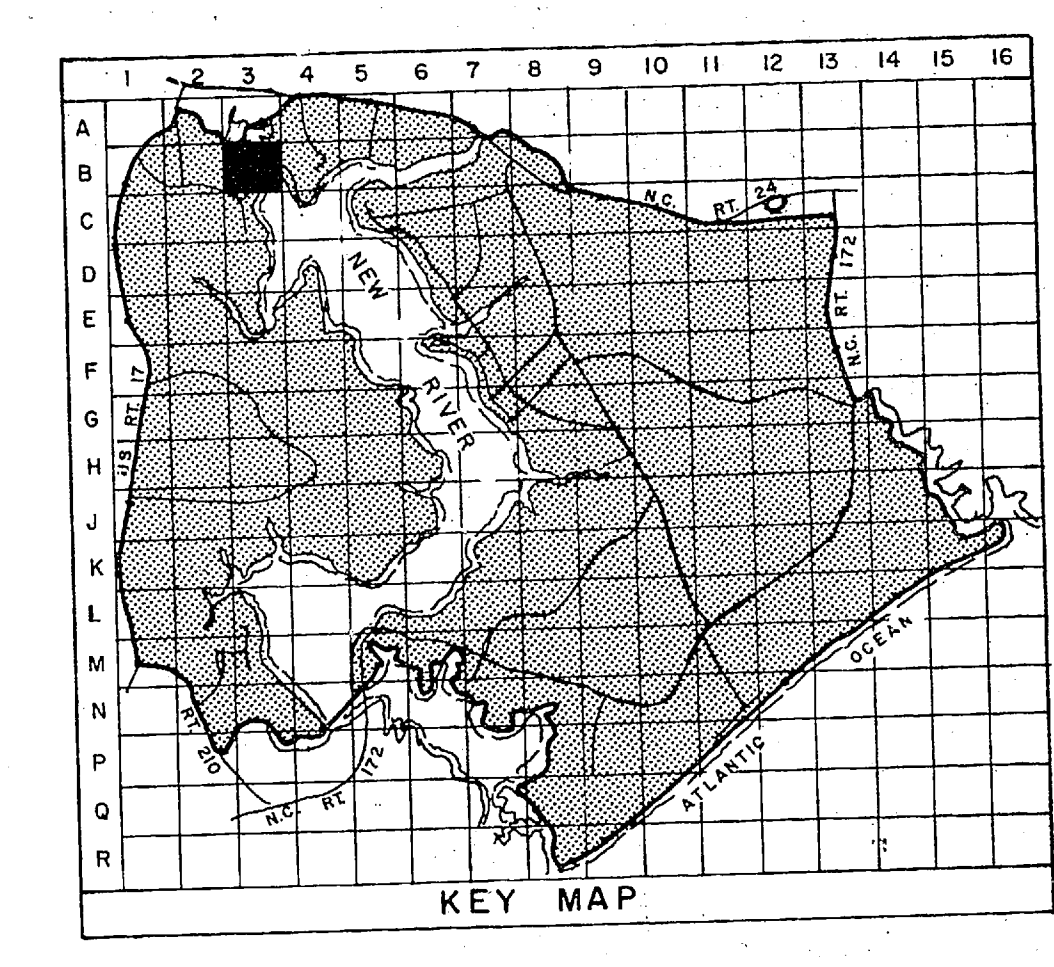 1 2 3 4 5 6 7 8 9 10 11 12 13 14 15 16
A
B
C
D
E
F
G
H
J
K
L
M
N
P
Q
R
N.C. RT. 24
N.C. RT. 172
NEW RIVER
US RT. 17
RT. 210
N.C. RT. 172
ATLANTIC OCEAN
KEY MAP